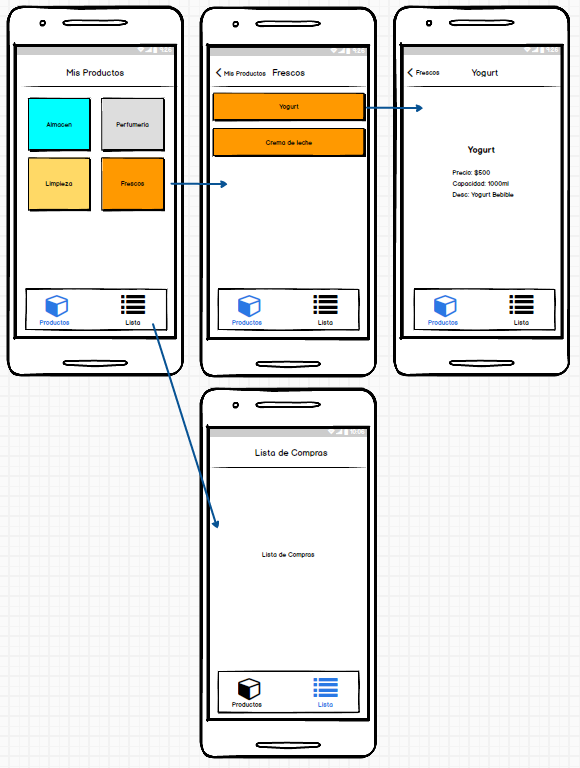 Mis Productos
Almacen
Perfumeria
Limpieza
Frescos
Productos
Lista
Mis Productos
Frescos
Yogurt
Crema de leche
Productos
Lista
Frescos
Yogurt
Yogurt
Precio: $500
Capacidad: 1000ml
Desc: Yogurt Bebible
Productos
Lista
Lista de Compras
Lista de Compras
Productos
Lista